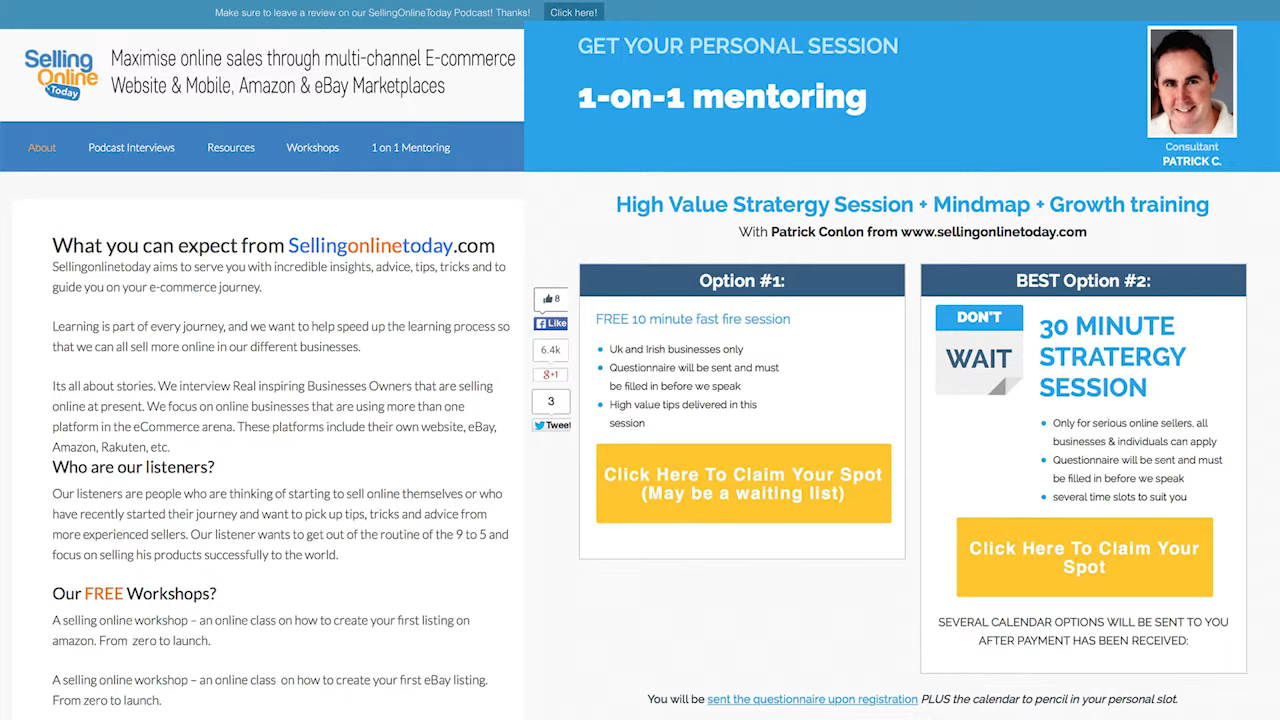 Make sure to leave a review on our SellingOnlineToday Podcast! Thanks!
Click here!
Selling
Online
Today
Maximise online sales through multi-channel E-commerce
Website & Mobile, Amazon & eBay Marketplaces
About
Podcast Interviews
Resources
Workshops
1 on 1 Mentoring
What you can expect from Sellingonlinetoday.com
Sellingonlinetoday aims to serve you with incredible insights, advice, tips, tricks and to
guide you on your e-commerce journey.
Learning is part of every journey, and we want to help speed up the learning process so
that we can all sell more online in our different businesses.
Its all about stories. We interview Real inspiring Businesses Owners that are selling
online at present. We focus on online businesses that are using more than one
platform in the eCommerce arena. These platforms include their own website, eBay,
Amazon, Rakuten, etc.
Who are our listeners?
Our listeners are people who are thinking of starting to sell online themselves or who
have recently started their journey and want to pick up tips, tricks and advice from
more experienced sellers. Our listener wants to get out of the routine of the 9 to 5 and
focus on selling his products successfully to the world.
Our FREE Workshops?
A selling online workshop – an online class on how to create your first listing on
amazon. From zero to launch.
A selling online workshop – an online class on how to create your first eBay listing.
From zero to launch.
8
Like
6.4k
g+1
3
Tweet
GET YOUR PERSONAL SESSION
1-on-1 mentoring
Consultant
PATRICK C.
High Value Stratergy Session + Mindmap + Growth training
With Patrick Conlon from www.sellingonlinetoday.com
Option #1:
FREE 10 minute fast fire session
Uk and Irish businesses only
Questionnaire will be sent and must
be filled in before we speak
High value tips delivered in this
session
Click Here To Claim Your Spot
(May be a waiting list)
BEST Option #2:
DON'T
WAIT
30 MINUTE
STRATERGY
SESSION
Only for serious online sellers, all
businesses & individuals can apply
Questionnaire will be sent and must
be filled in before we speak
several time slots to suit you
Click Here To Claim Your
Spot
SEVERAL CALENDAR OPTIONS WILL BE SENT TO YOU
AFTER PAYMENT HAS BEEN RECEIVED:
You will be sent the questionnaire upon registration PLUS the calendar to pencil in your personal slot.